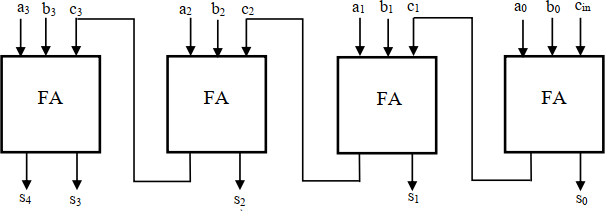 a₃ b₃ c₃ a₂ b₂ c₂ a₁ b₁ c₁ a₀ b₀ cᵢₙ
FA FA FA FA
s₄ s₃ s₂ s₁ s₀